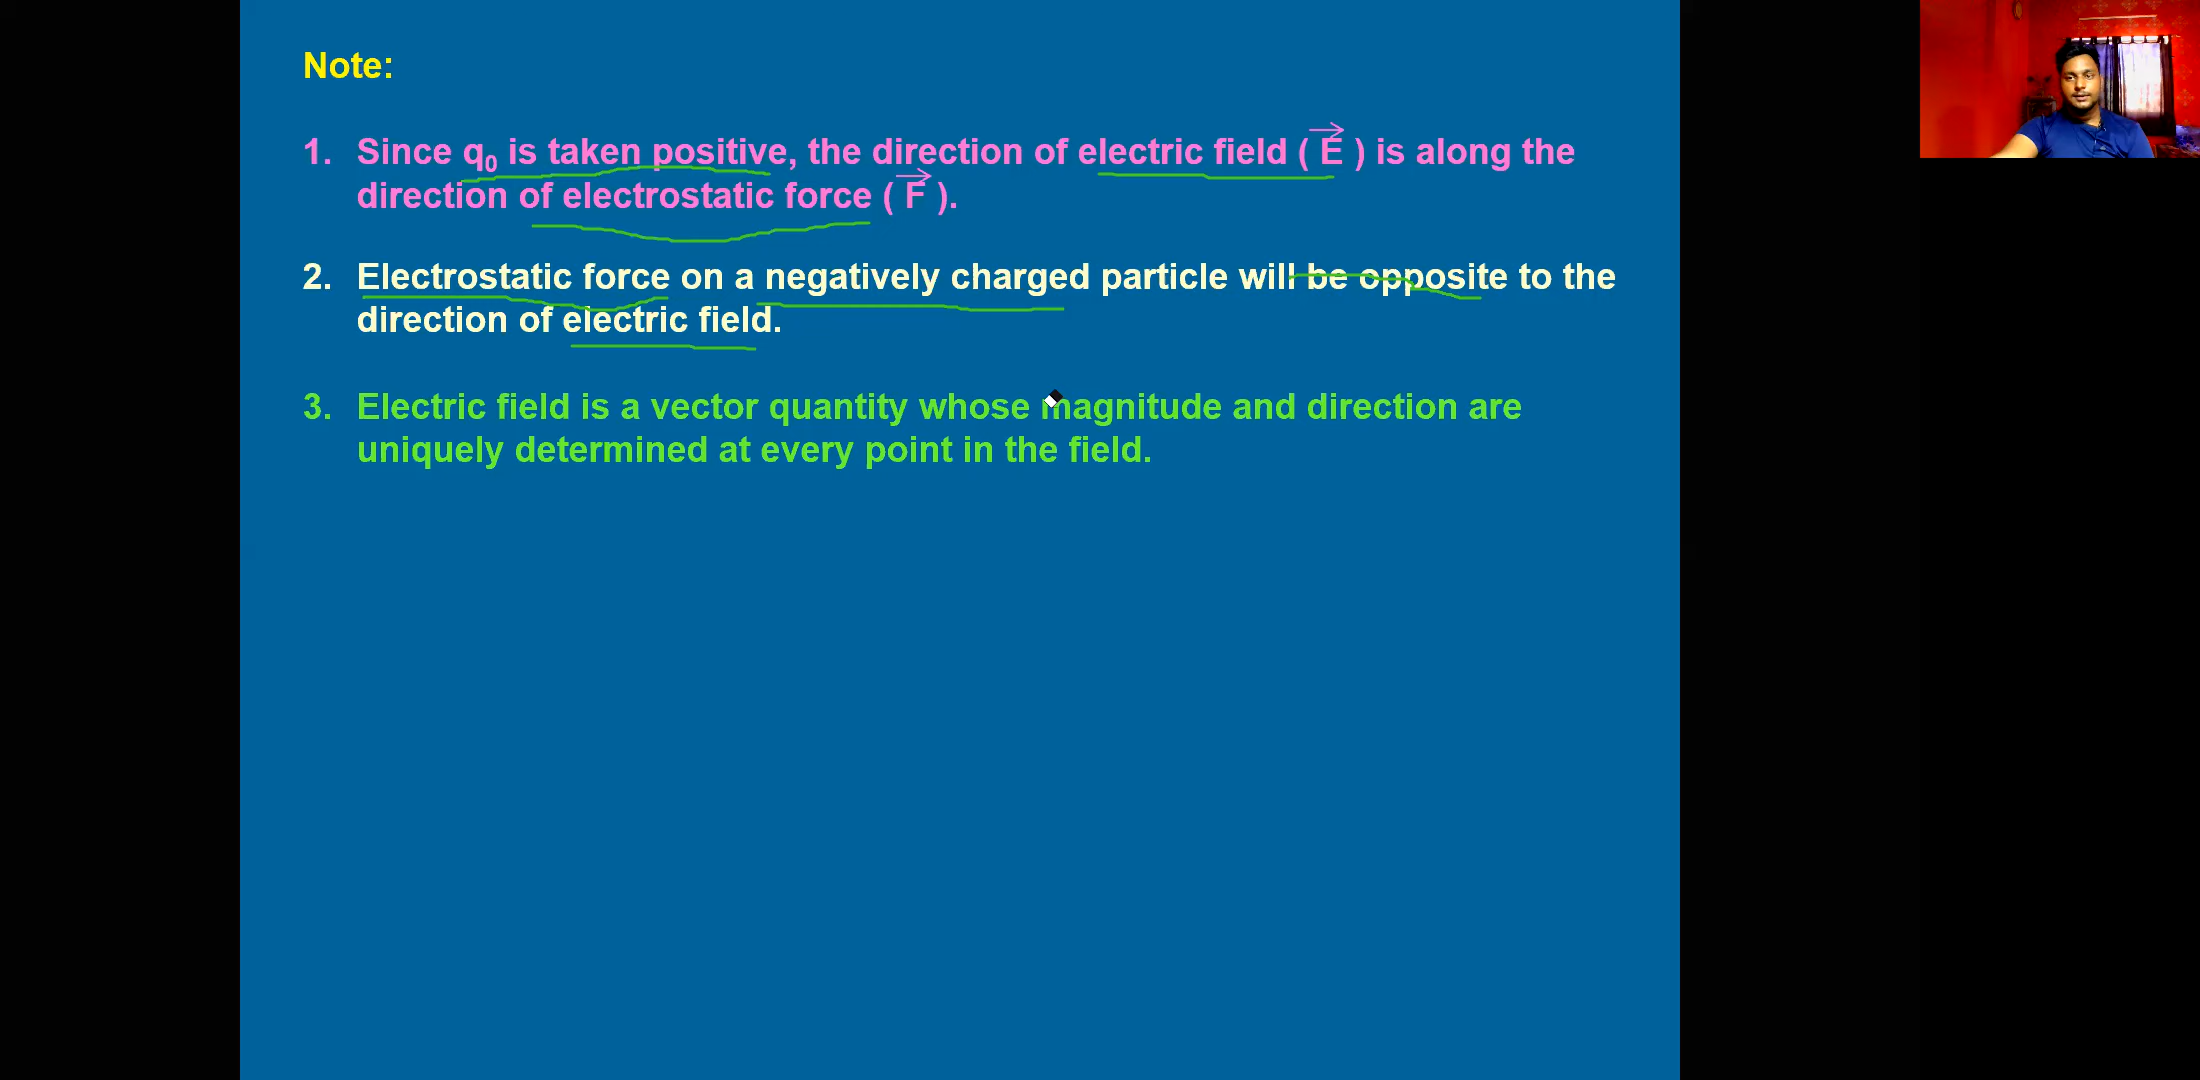 Note:
1. Since q₀ is taken positive, the direction of electric field ( E⃗ ) is along the
direction of electrostatic force ( F⃗ ).
2. Electrostatic force on a negatively charged particle will be opposite to the
direction of electric field.
3. Electric field is a vector quantity whose magnitude and direction are
uniquely determined at every point in the field.